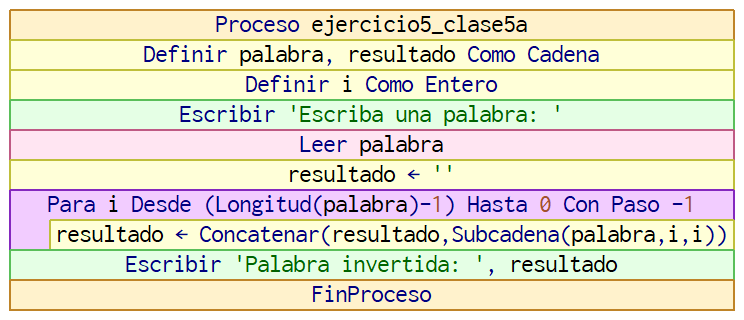 Proceso ejercicio5_clase5a
Definir palabra, resultado Como Cadena
Definir i Como Entero
Escribir 'Escriba una palabra: '
Leer palabra
resultado ← ''
Para i Desde (Longitud(palabra)-1) Hasta 0 Con Paso -1
resultado ← Concatenar(resultado,Subcadena(palabra,i,i))
Escribir 'Palabra invertida: ', resultado
FinProceso